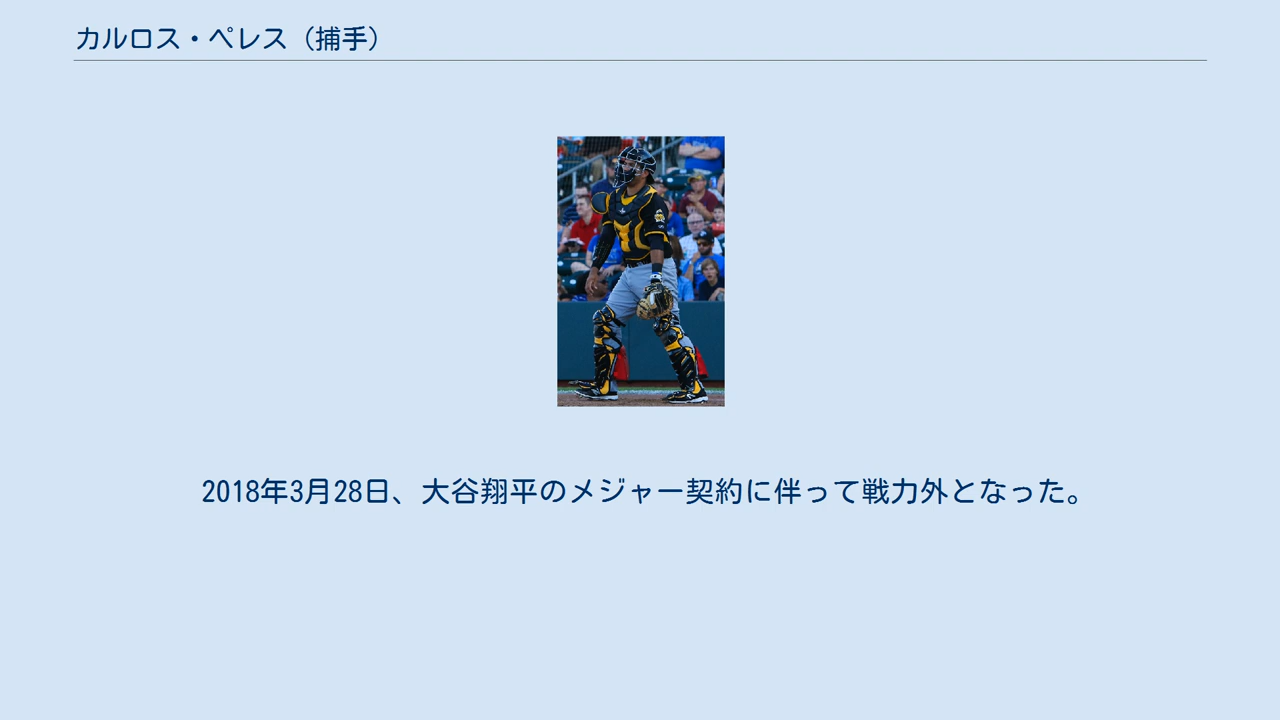 カルロス・ペレス（捕手）
2018年3月28日、大谷翔平のメジャー契約に伴って戦力外となった。